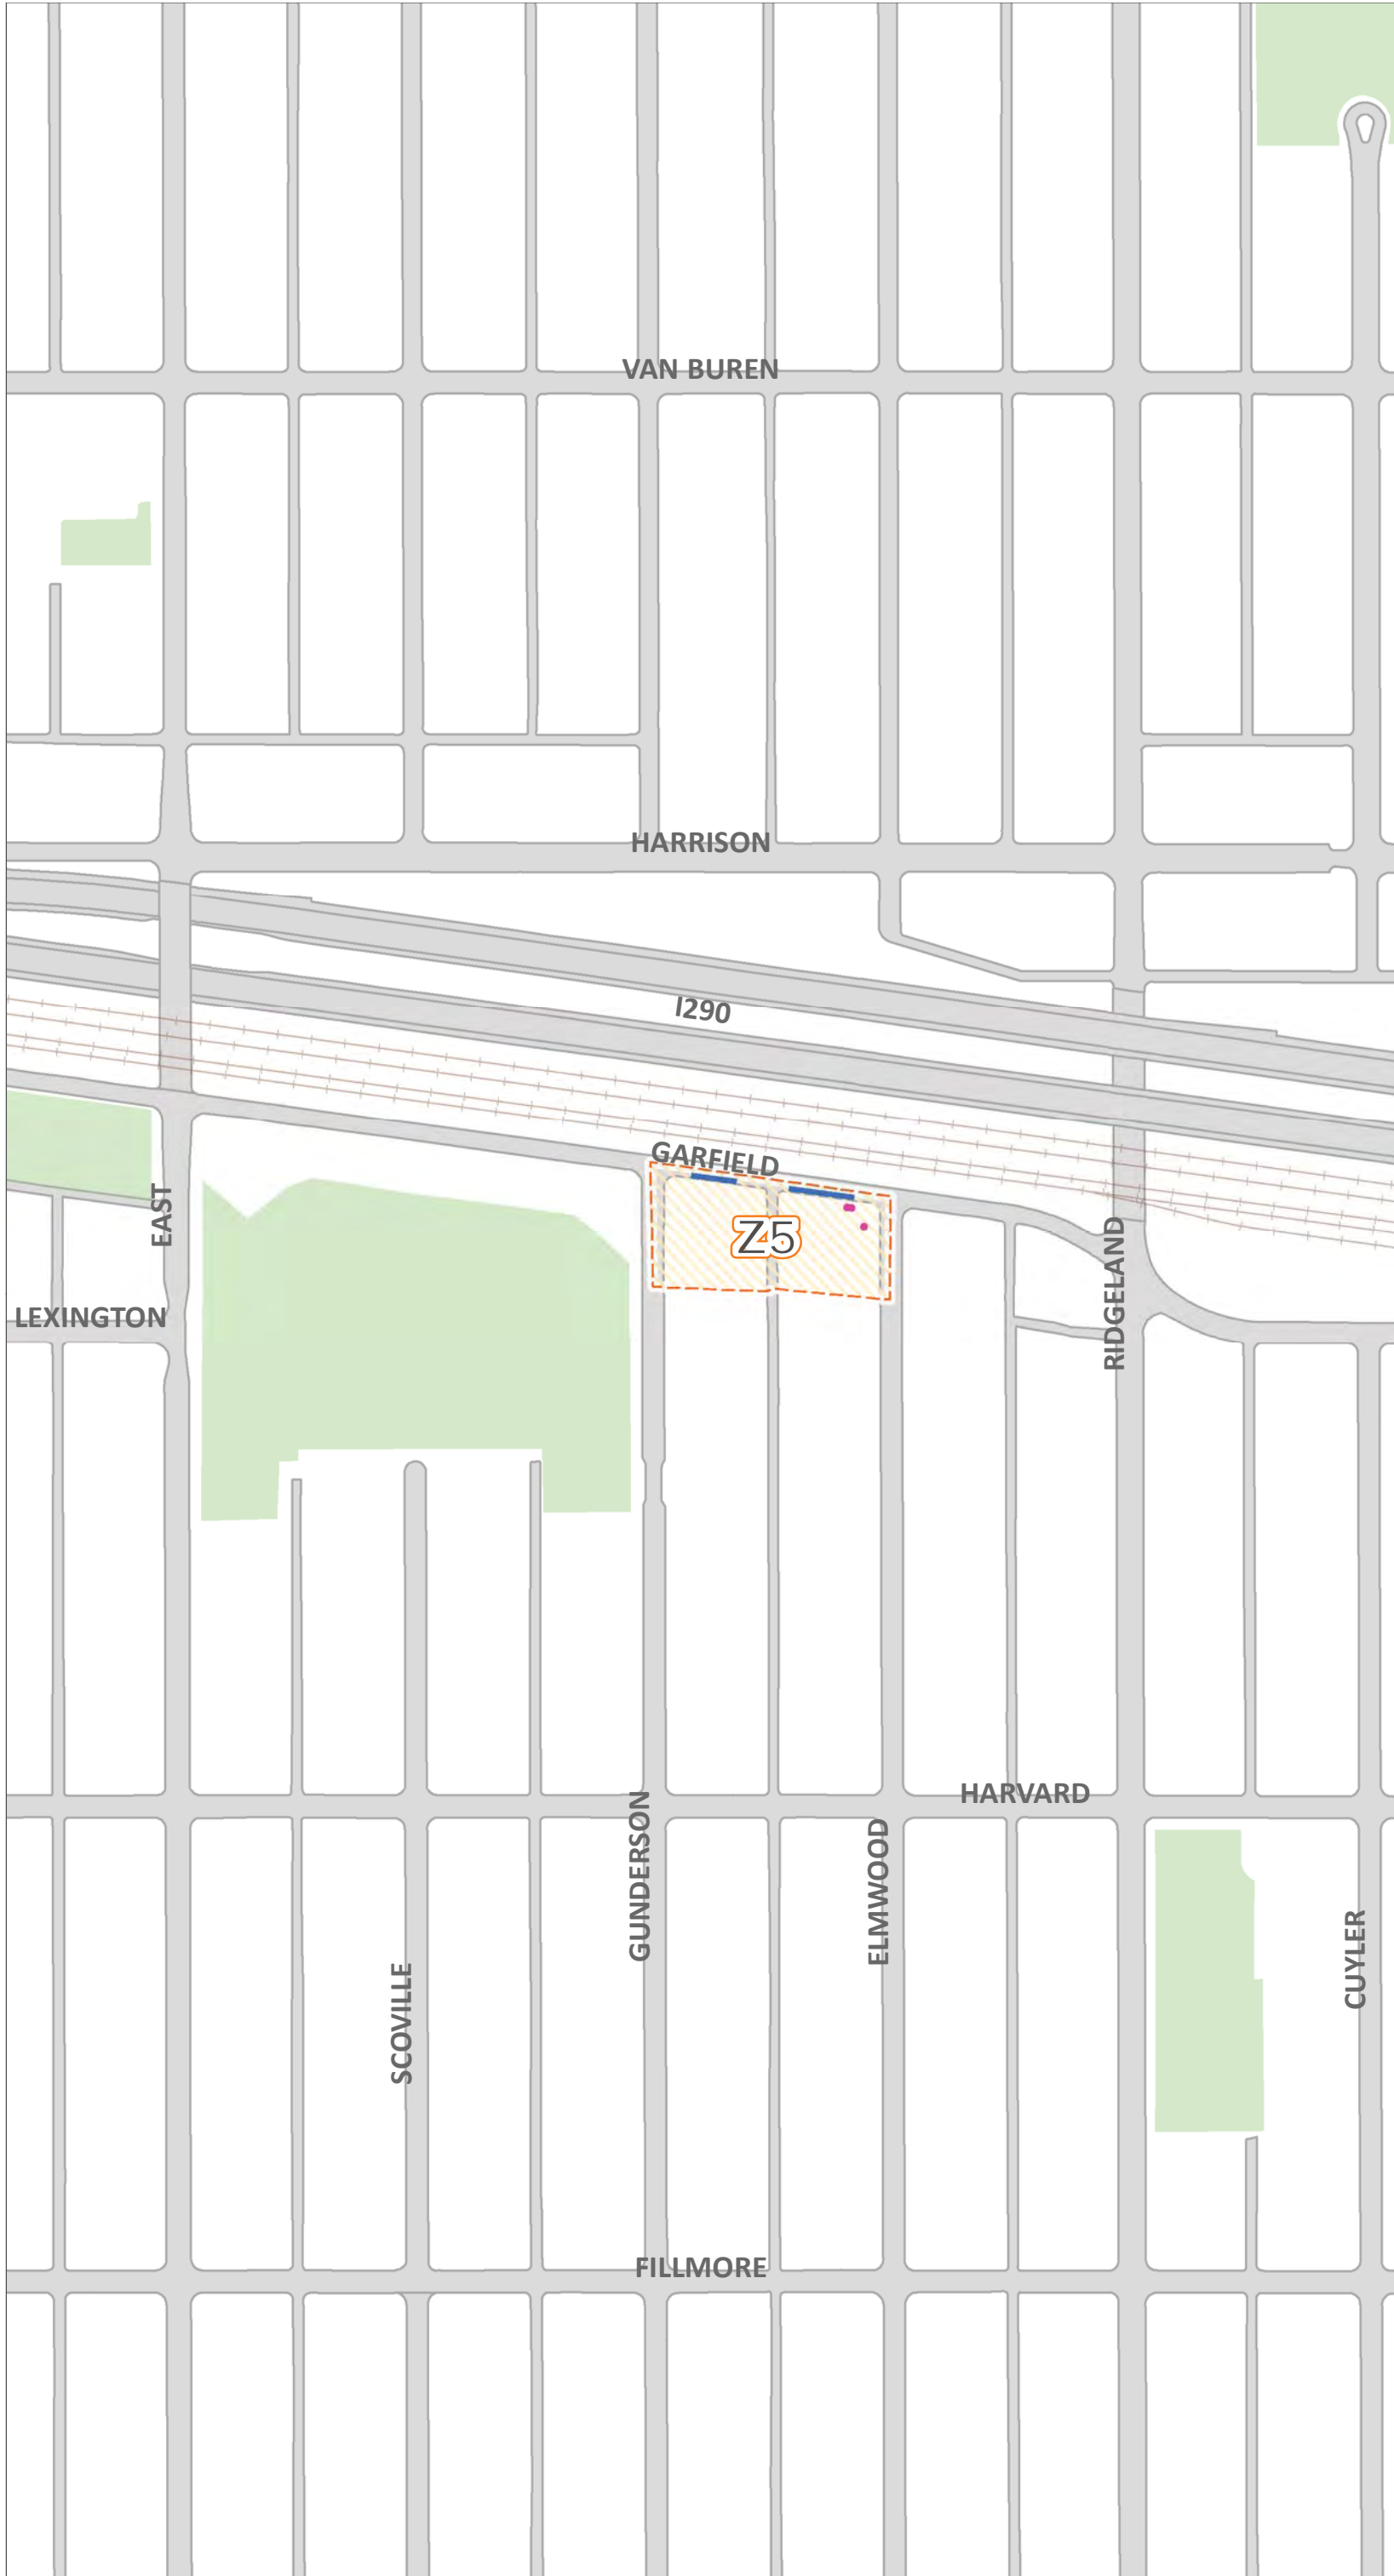 VAN BUREN
HARRISON
I290
GARFIELD
EAST
Z5
RIDGELAND
LEXINGTON
HARVARD
GUNDERSON
ELMWOOD
CUYLER
SCOVILLE
FILLMORE